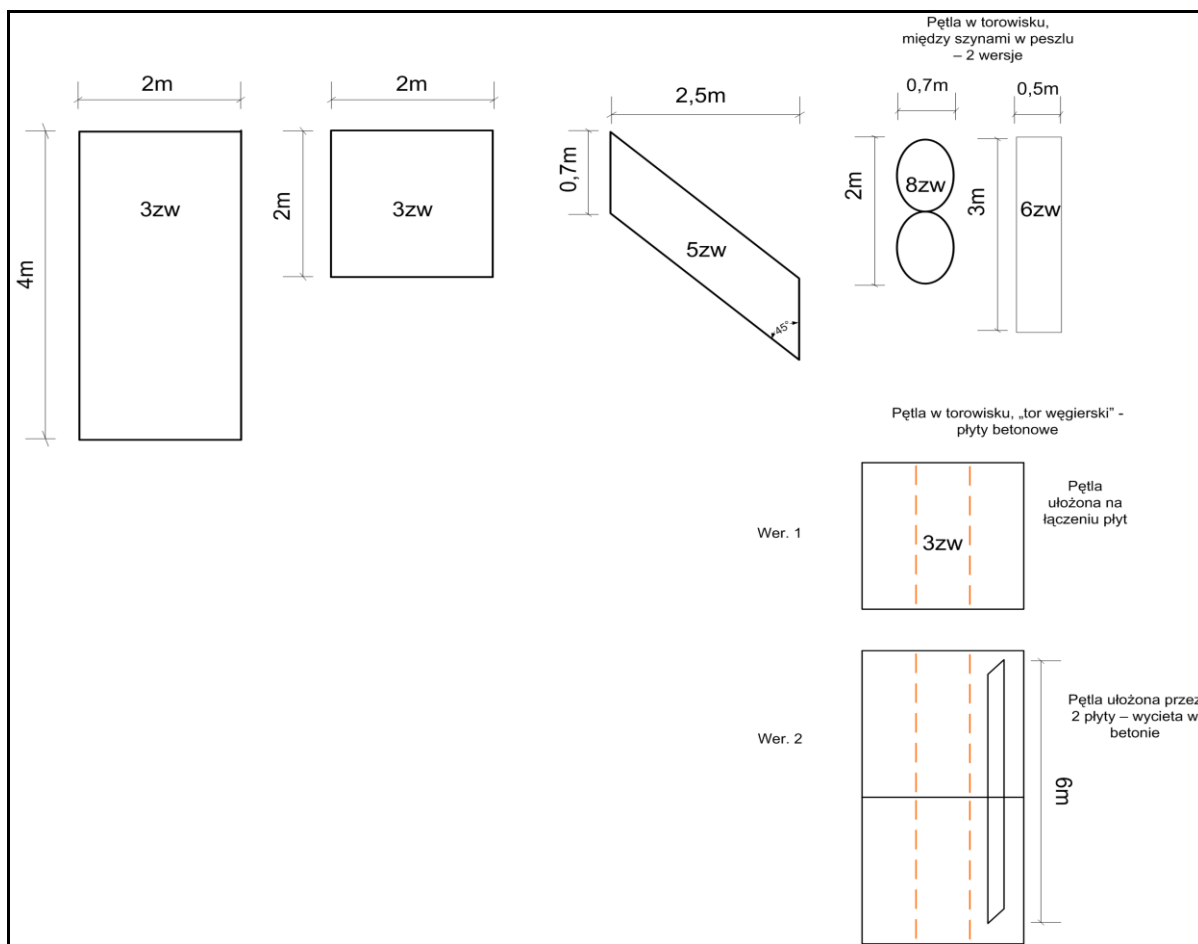 Pętla w torowisku,
między szynami w peszlu
– 2 wersje
2m
2m
2,5m
0,7m
0,5m
4m
3zw
2m
3zw
0,7m
5zw
45°
2m
8zw
3m
6zw
Pętla w torowisku, „tor węgierski” -
płyty betonowe
Wer. 1
3zw
Pętla
ułożona na
łączeniu płyt
Wer. 2
6m
Pętla ułożona przez
2 płyty – wycieta w
betonie